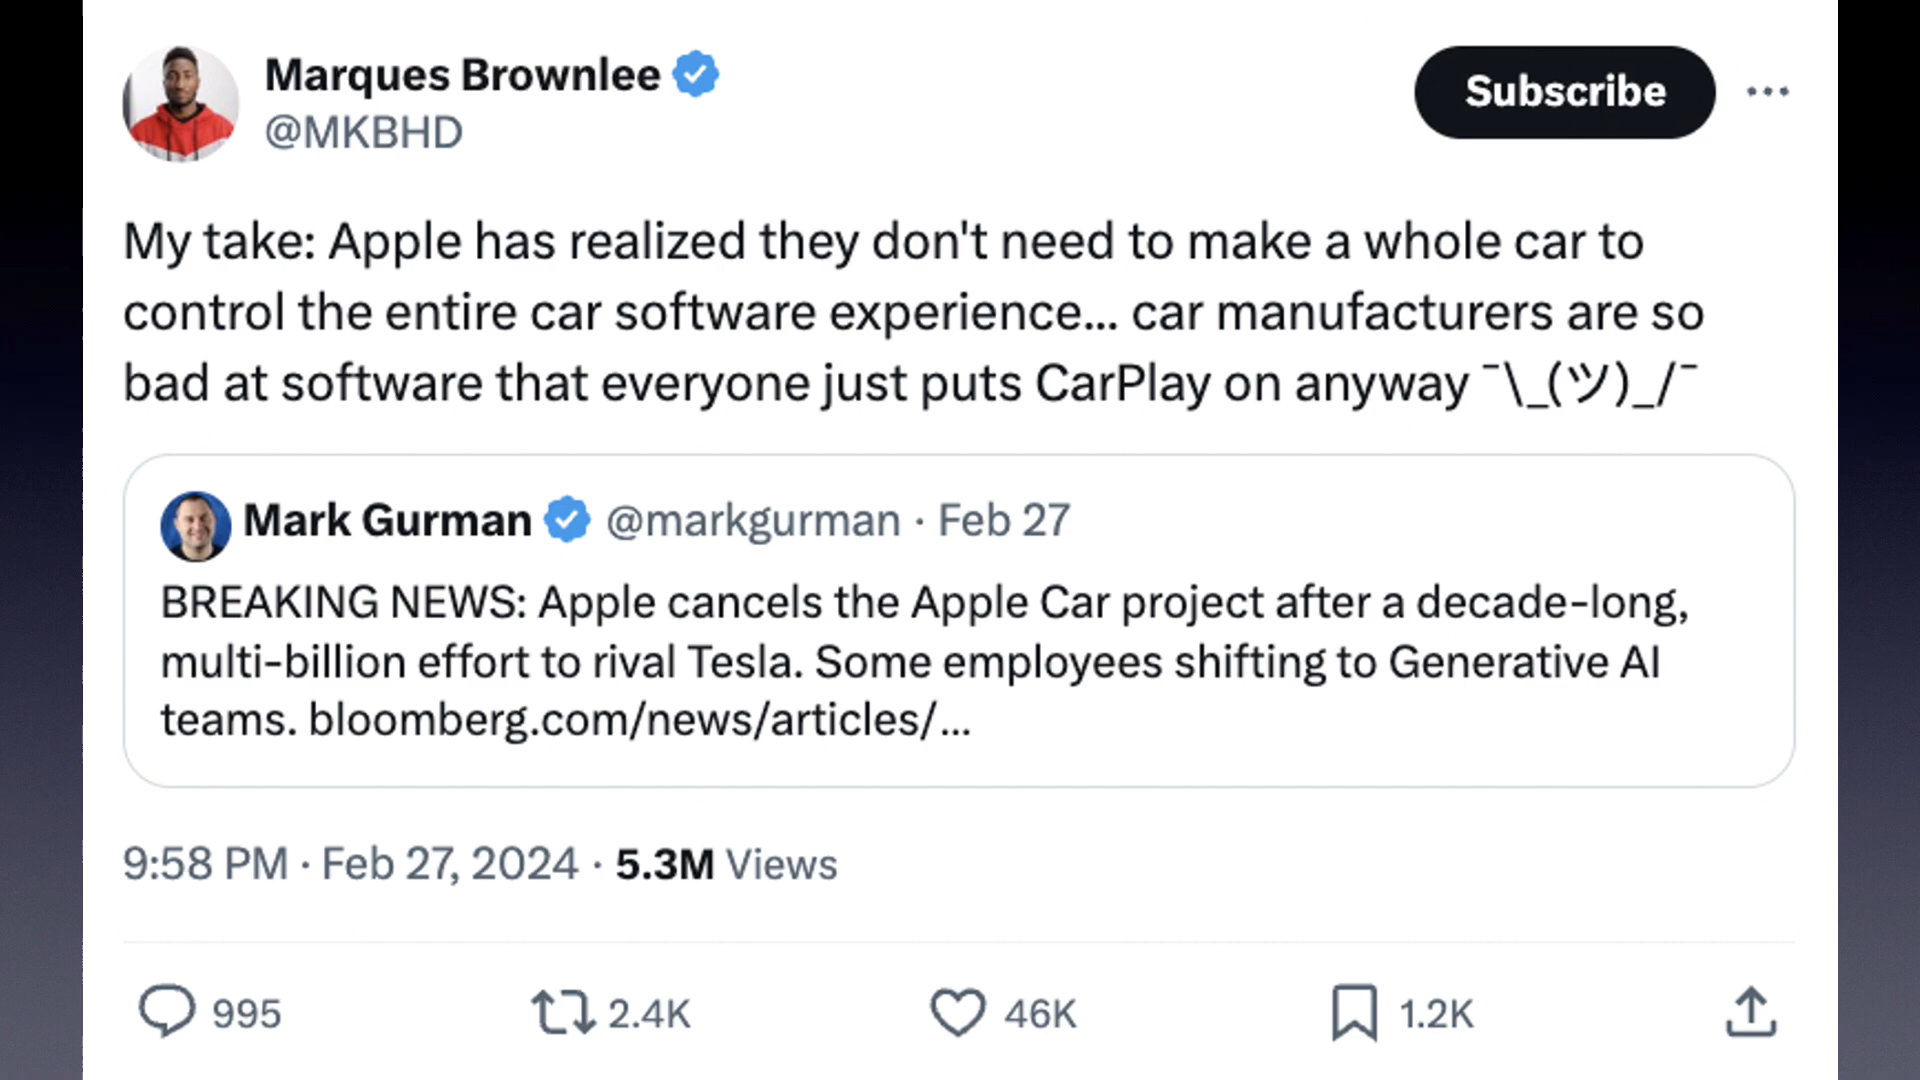 Marques Brownlee
@MKBHD
Subscribe
My take: Apple has realized they don't need to make a whole car to
control the entire car software experience... car manufacturers are so
bad at software that everyone just puts CarPlay on anyway ¯\_(ツ)_/¯
Mark Gurman @markgurman · Feb 27
BREAKING NEWS: Apple cancels the Apple Car project after a decade-long,
multi-billion effort to rival Tesla. Some employees shifting to Generative AI
teams. bloomberg.com/news/articles/...
9:58 PM · Feb 27, 2024 · 5.3M Views
995 2.4K 46K 1.2K